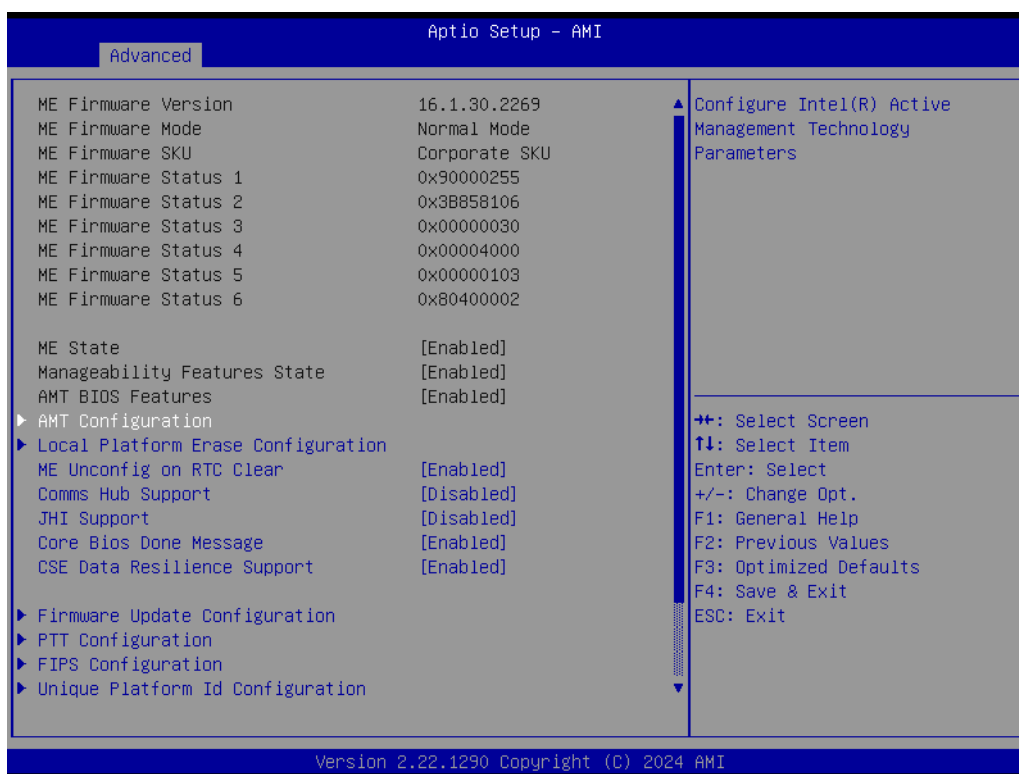 Aptio Setup - AMI
Advanced
ME Firmware Version 16.1.30.2269
ME Firmware Mode Normal Mode
ME Firmware SKU Corporate SKU
ME Firmware Status 1 0x90000255
ME Firmware Status 2 0x3B858106
ME Firmware Status 3 0x00000030
ME Firmware Status 4 0x00004000
ME Firmware Status 5 0x00000103
ME Firmware Status 6 0x80400002
ME State [Enabled]
Manageability Features State [Enabled]
AMT BIOS Features [Enabled]
AMT Configuration
Local Platform Erase Configuration
ME Unconfig on RTC Clear [Enabled]
Comms Hub Support [Disabled]
JHI Support [Disabled]
Core Bios Done Message [Enabled]
CSE Data Resilience Support [Enabled]
Firmware Update Configuration
PTT Configuration
FIPS Configuration
Unique Platform Id Configuration
Configure Intel(R) Active
Management Technology
Parameters
→←: Select Screen
↑↓: Select Item
Enter: Select
+/-: Change Opt.
F1: General Help
F2: Previous Values
F3: Optimized Defaults
F4: Save & Exit
ESC: Exit
Version 2.22.1290 Copyright (C) 2024 AMI